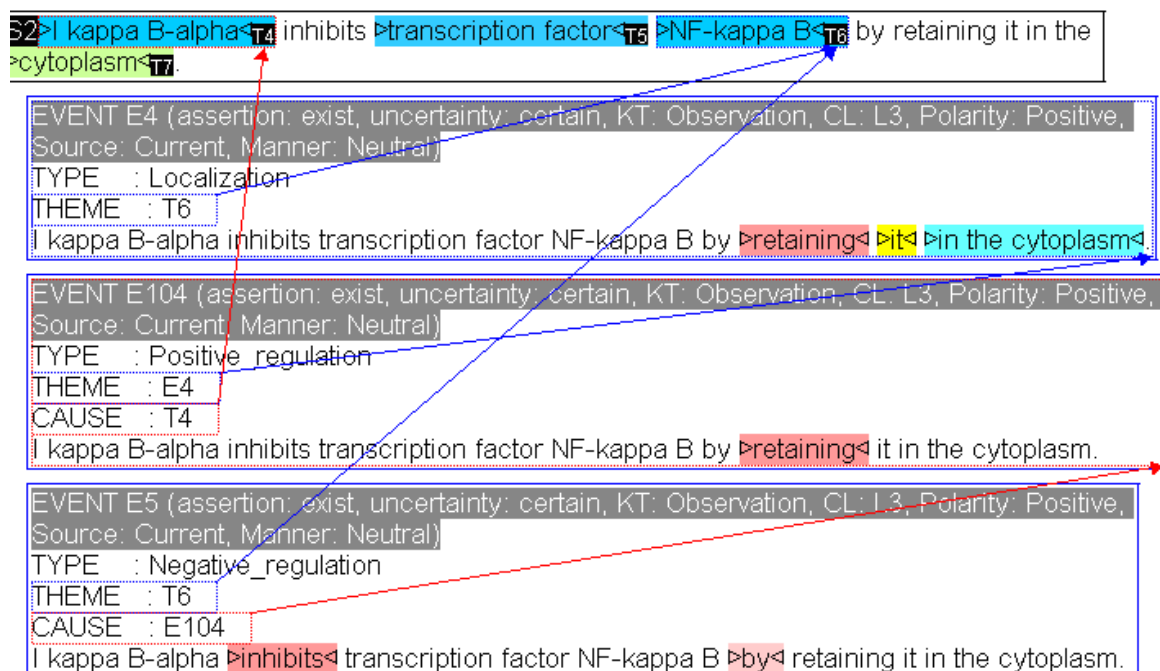 S2 ▷I kappa B-alpha◁T4 inhibits ▷transcription factor◁T5 ▷NF-kappa B◁T6 by retaining it in the
▷cytoplasm◁T7.
EVENT E4 (assertion: exist, uncertainty: certain, KT: Observation, CL: L3, Polarity: Positive,
Source: Current, Manner: Neutral)
TYPE : Localization
THEME : T6
I kappa B-alpha inhibits transcription factor NF-kappa B by ▷retaining◁ ▷it◁ ▷in the cytoplasm◁.
EVENT E104 (assertion: exist, uncertainty: certain, KT: Observation, CL: L3, Polarity: Positive,
Source: Current, Manner: Neutral)
TYPE : Positive_regulation
THEME : E4
CAUSE : T4
I kappa B-alpha inhibits transcription factor NF-kappa B by ▷retaining◁ it in the cytoplasm.
EVENT E5 (assertion: exist, uncertainty: certain, KT: Observation, CL: L3, Polarity: Positive,
Source: Current, Manner: Neutral)
TYPE : Negative_regulation
THEME : T6
CAUSE : E104
I kappa B-alpha ▷inhibits◁ transcription factor NF-kappa B ▷by◁ retaining it in the cytoplasm.